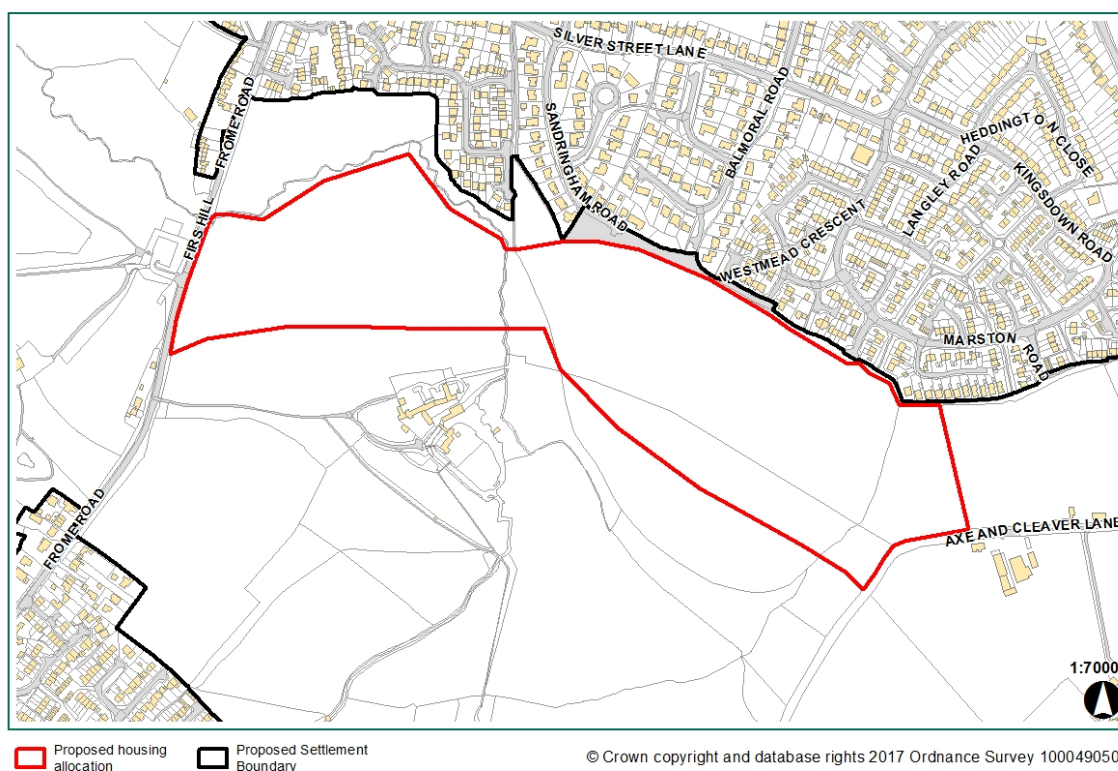 SILVER STREET LANE
FROME ROAD
SANDRINGHAM ROAD
BALMORAL ROAD
HEDDINGTON CLOSE
LANGLEY ROAD
KINGSDOWN ROAD
FIRS HILL
WESTMEAD CRESCENT
MARSTON ROAD
FROME ROAD
AXE AND CLEAVER LANE
1:7000
Proposed housing
allocation
Proposed Settlement
Boundary
© Crown copyright and database rights 2017 Ordnance Survey 100049050